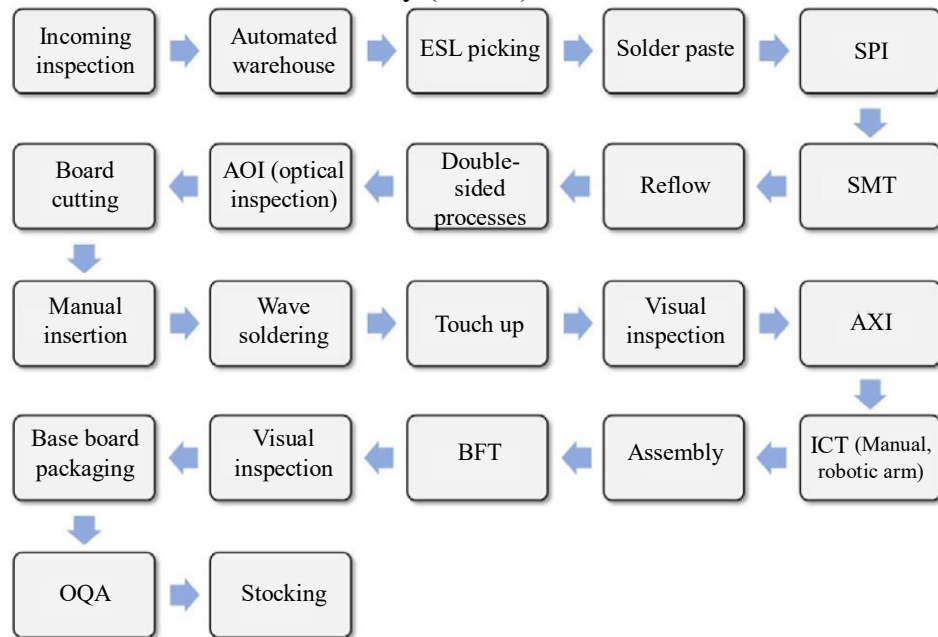 Incoming
inspection
Automated
warehouse
ESL picking
Solder paste
SPI
SMT
Reflow
Double-
sided
processes
AOI (optical
inspection)
Board
cutting
Manual
insertion
Wave
soldering
Touch up
Visual
inspection
AXI
ICT (Manual,
robotic arm)
Assembly
BFT
Visual
inspection
Base board
packaging
OQA
Stocking